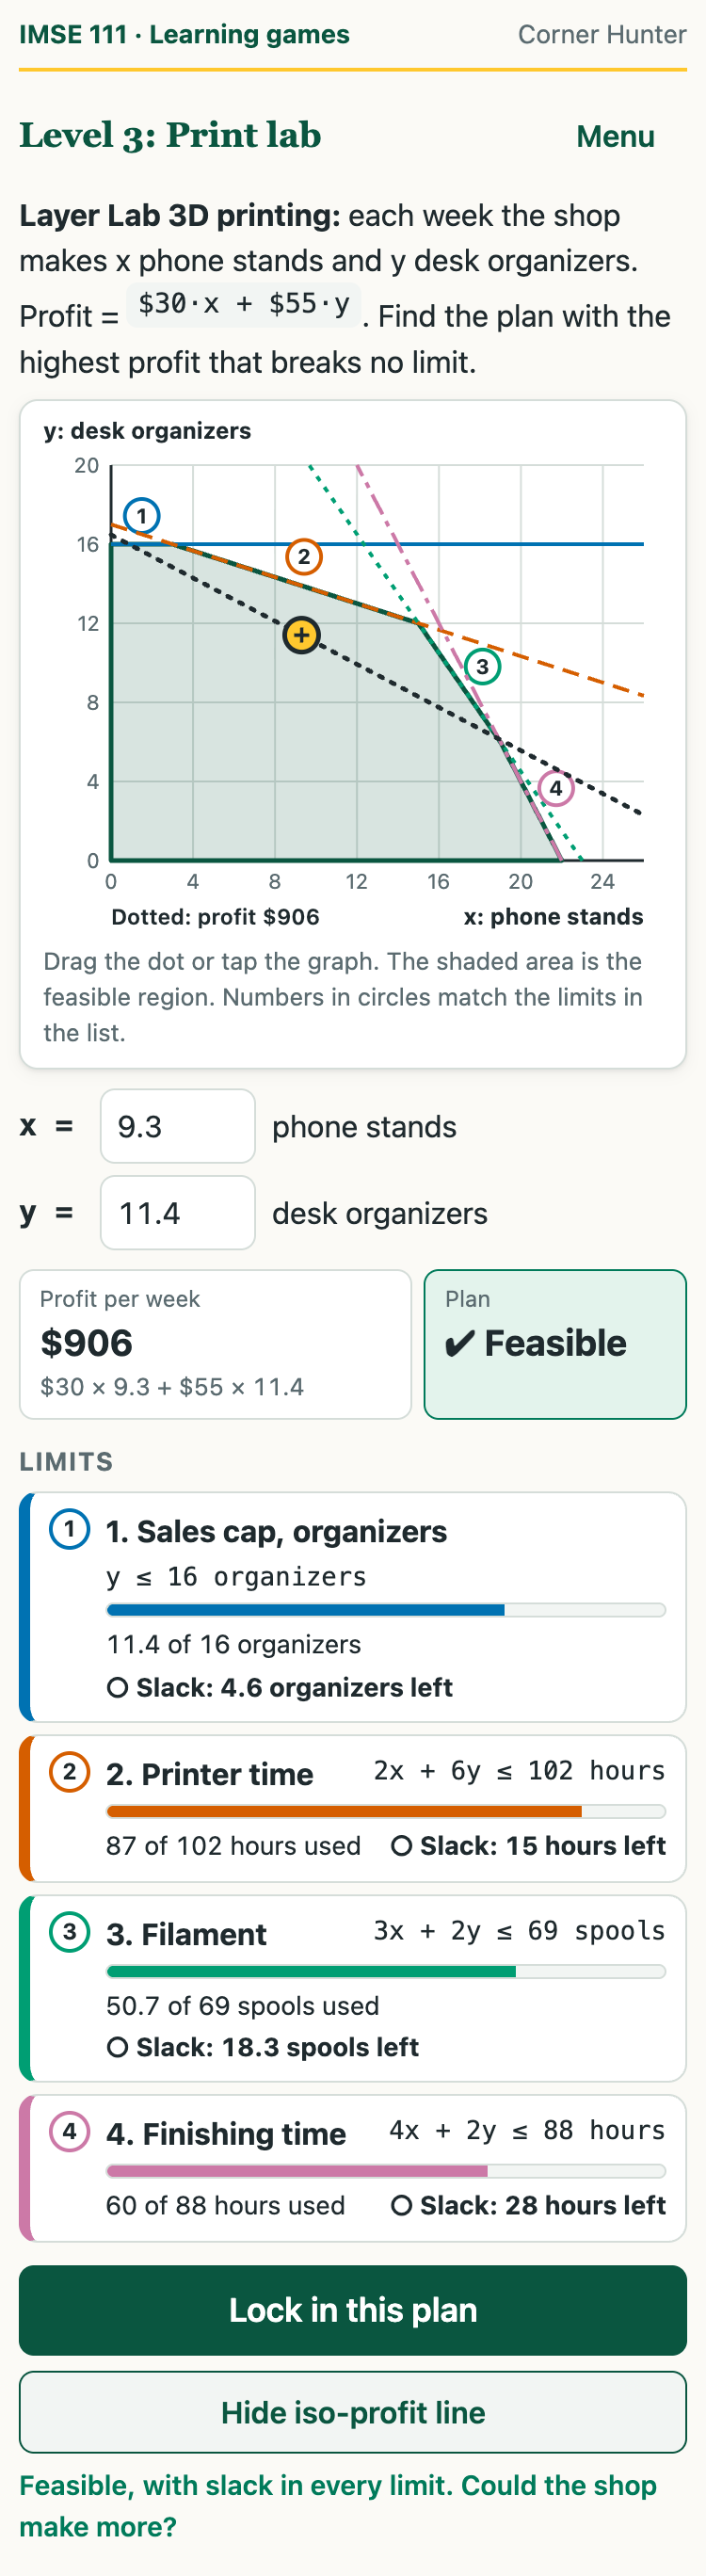 IMSE 111 · Learning games
Corner Hunter
Level 3: Print lab
Menu
Layer Lab 3D printing: each week the shop
makes x phone stands and y desk organizers.
Profit = $30·x + $55·y . Find the plan with the
highest profit that breaks no limit.
y: desk organizers
20
16
12
8
4
0
1
2
3
4
0 4 8 12 16 20 24
Dotted: profit $906
x: phone stands
Drag the dot or tap the graph. The shaded area is the
feasible region. Numbers in circles match the limits in
the list.
x = 9.3 phone stands
y = 11.4 desk organizers
Profit per week
$906
$30 × 9.3 + $55 × 11.4
Plan
✔ Feasible
LIMITS
1 1. Sales cap, organizers
y ≤ 16 organizers
11.4 of 16 organizers
Slack: 4.6 organizers left
2 2. Printer time 2x + 6y ≤ 102 hours
87 of 102 hours used Slack: 15 hours left
3 3. Filament 3x + 2y ≤ 69 spools
50.7 of 69 spools used
Slack: 18.3 spools left
4 4. Finishing time 4x + 2y ≤ 88 hours
60 of 88 hours used Slack: 28 hours left
Lock in this plan
Hide iso-profit line
Feasible, with slack in every limit. Could the shop
make more?